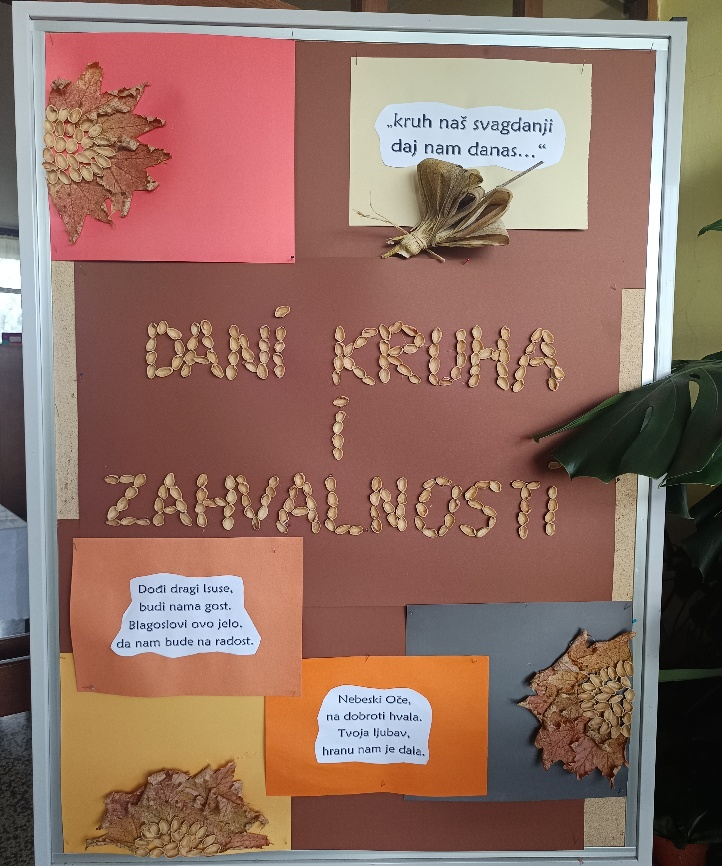 „kruh naš svagdanji
daj nam danas...“
DANI KRUHA
I
ZAHVALNOSTI
Dođi dragi Isuse,
budi nama gost.
Blagoslovi ovo jelo.
da nam bude na radost.
Nebeski Oče,
na dobroti hvala.
Tvoja ljubav,
hranu nam je dala.